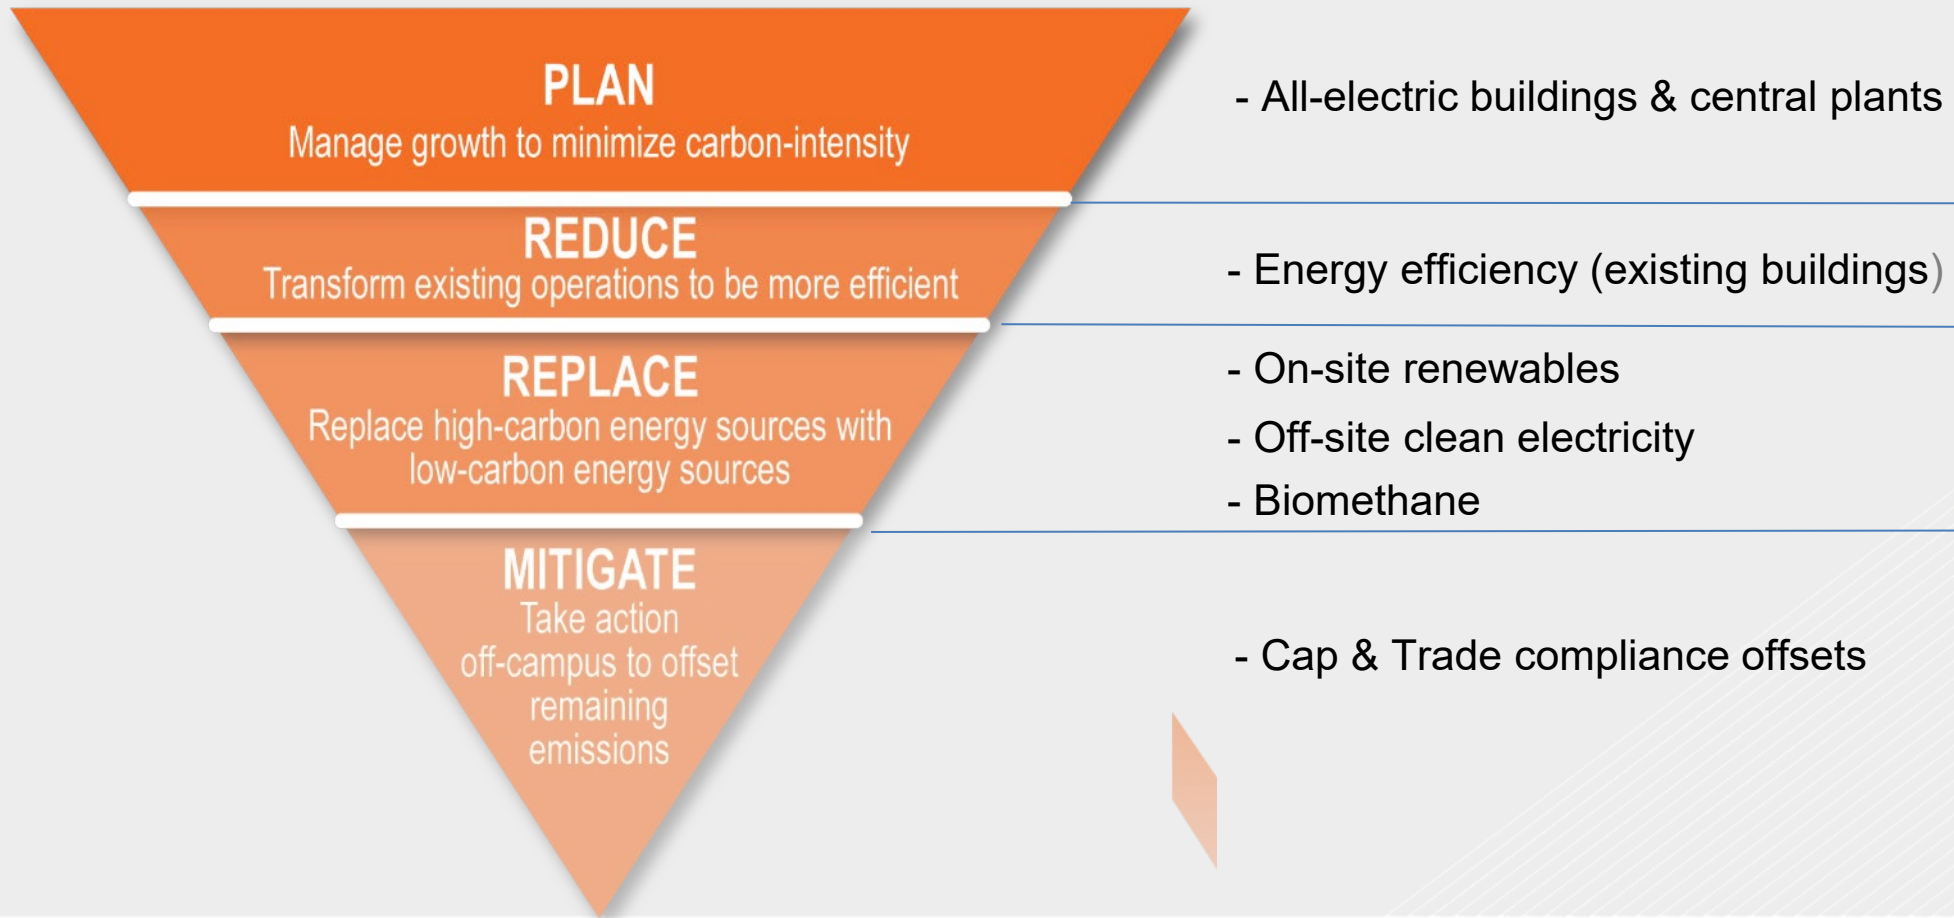 PLAN
Manage growth to minimize carbon-intensity
- All-electric buildings & central plants
REDUCE
Transform existing operations to be more efficient
- Energy efficiency (existing buildings)
REPLACE
Replace high-carbon energy sources with
low-carbon energy sources
- On-site renewables
- Off-site clean electricity
- Biomethane
MITIGATE
Take action
off-campus to offset
remaining
emissions
- Cap & Trade compliance offsets